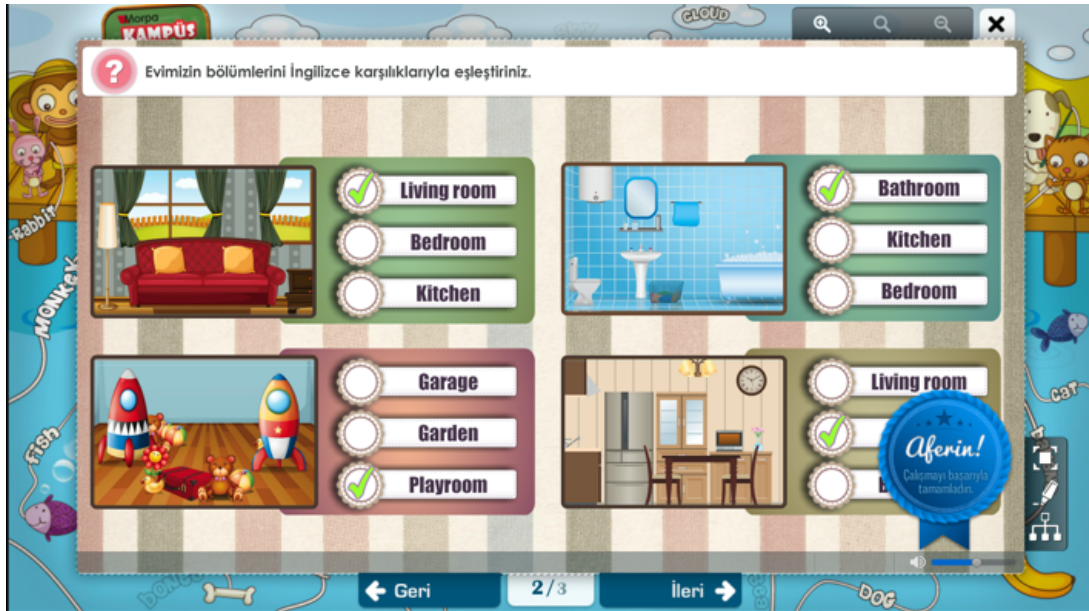 Morpa
KAMPÜS
CLOUD
Evimizin bölümlerini İngilizce karşılıklarıyla eşleştiriniz.
Living room
Bedroom
Kitchen
Bathroom
Kitchen
Bedroom
Garage
Garden
Playroom
Living room
Aferin!
Çalışmayı başarıyla
tamamladın.
Rabbit
MONKEY
Fish
Cat
DOG
Geri
2/3
İleri